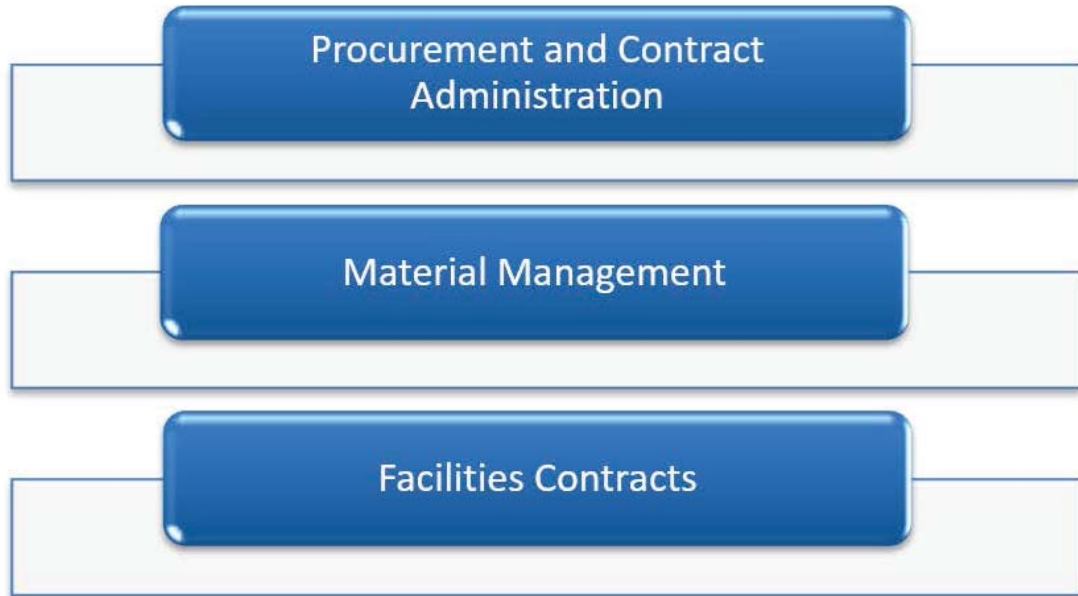 Procurement and Contract
Administration
Material Management
Facilities Contracts